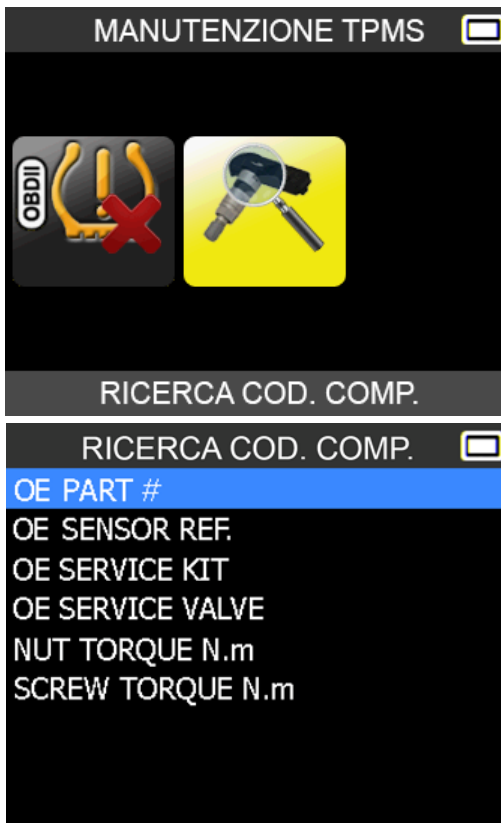 MANUTENZIONE TPMS
OBDII
RICERCA COD. COMP.
RICERCA COD. COMP.
OE PART #
OE SENSOR REF.
OE SERVICE KIT
OE SERVICE VALVE
NUT TORQUE N.m
SCREW TORQUE N.m